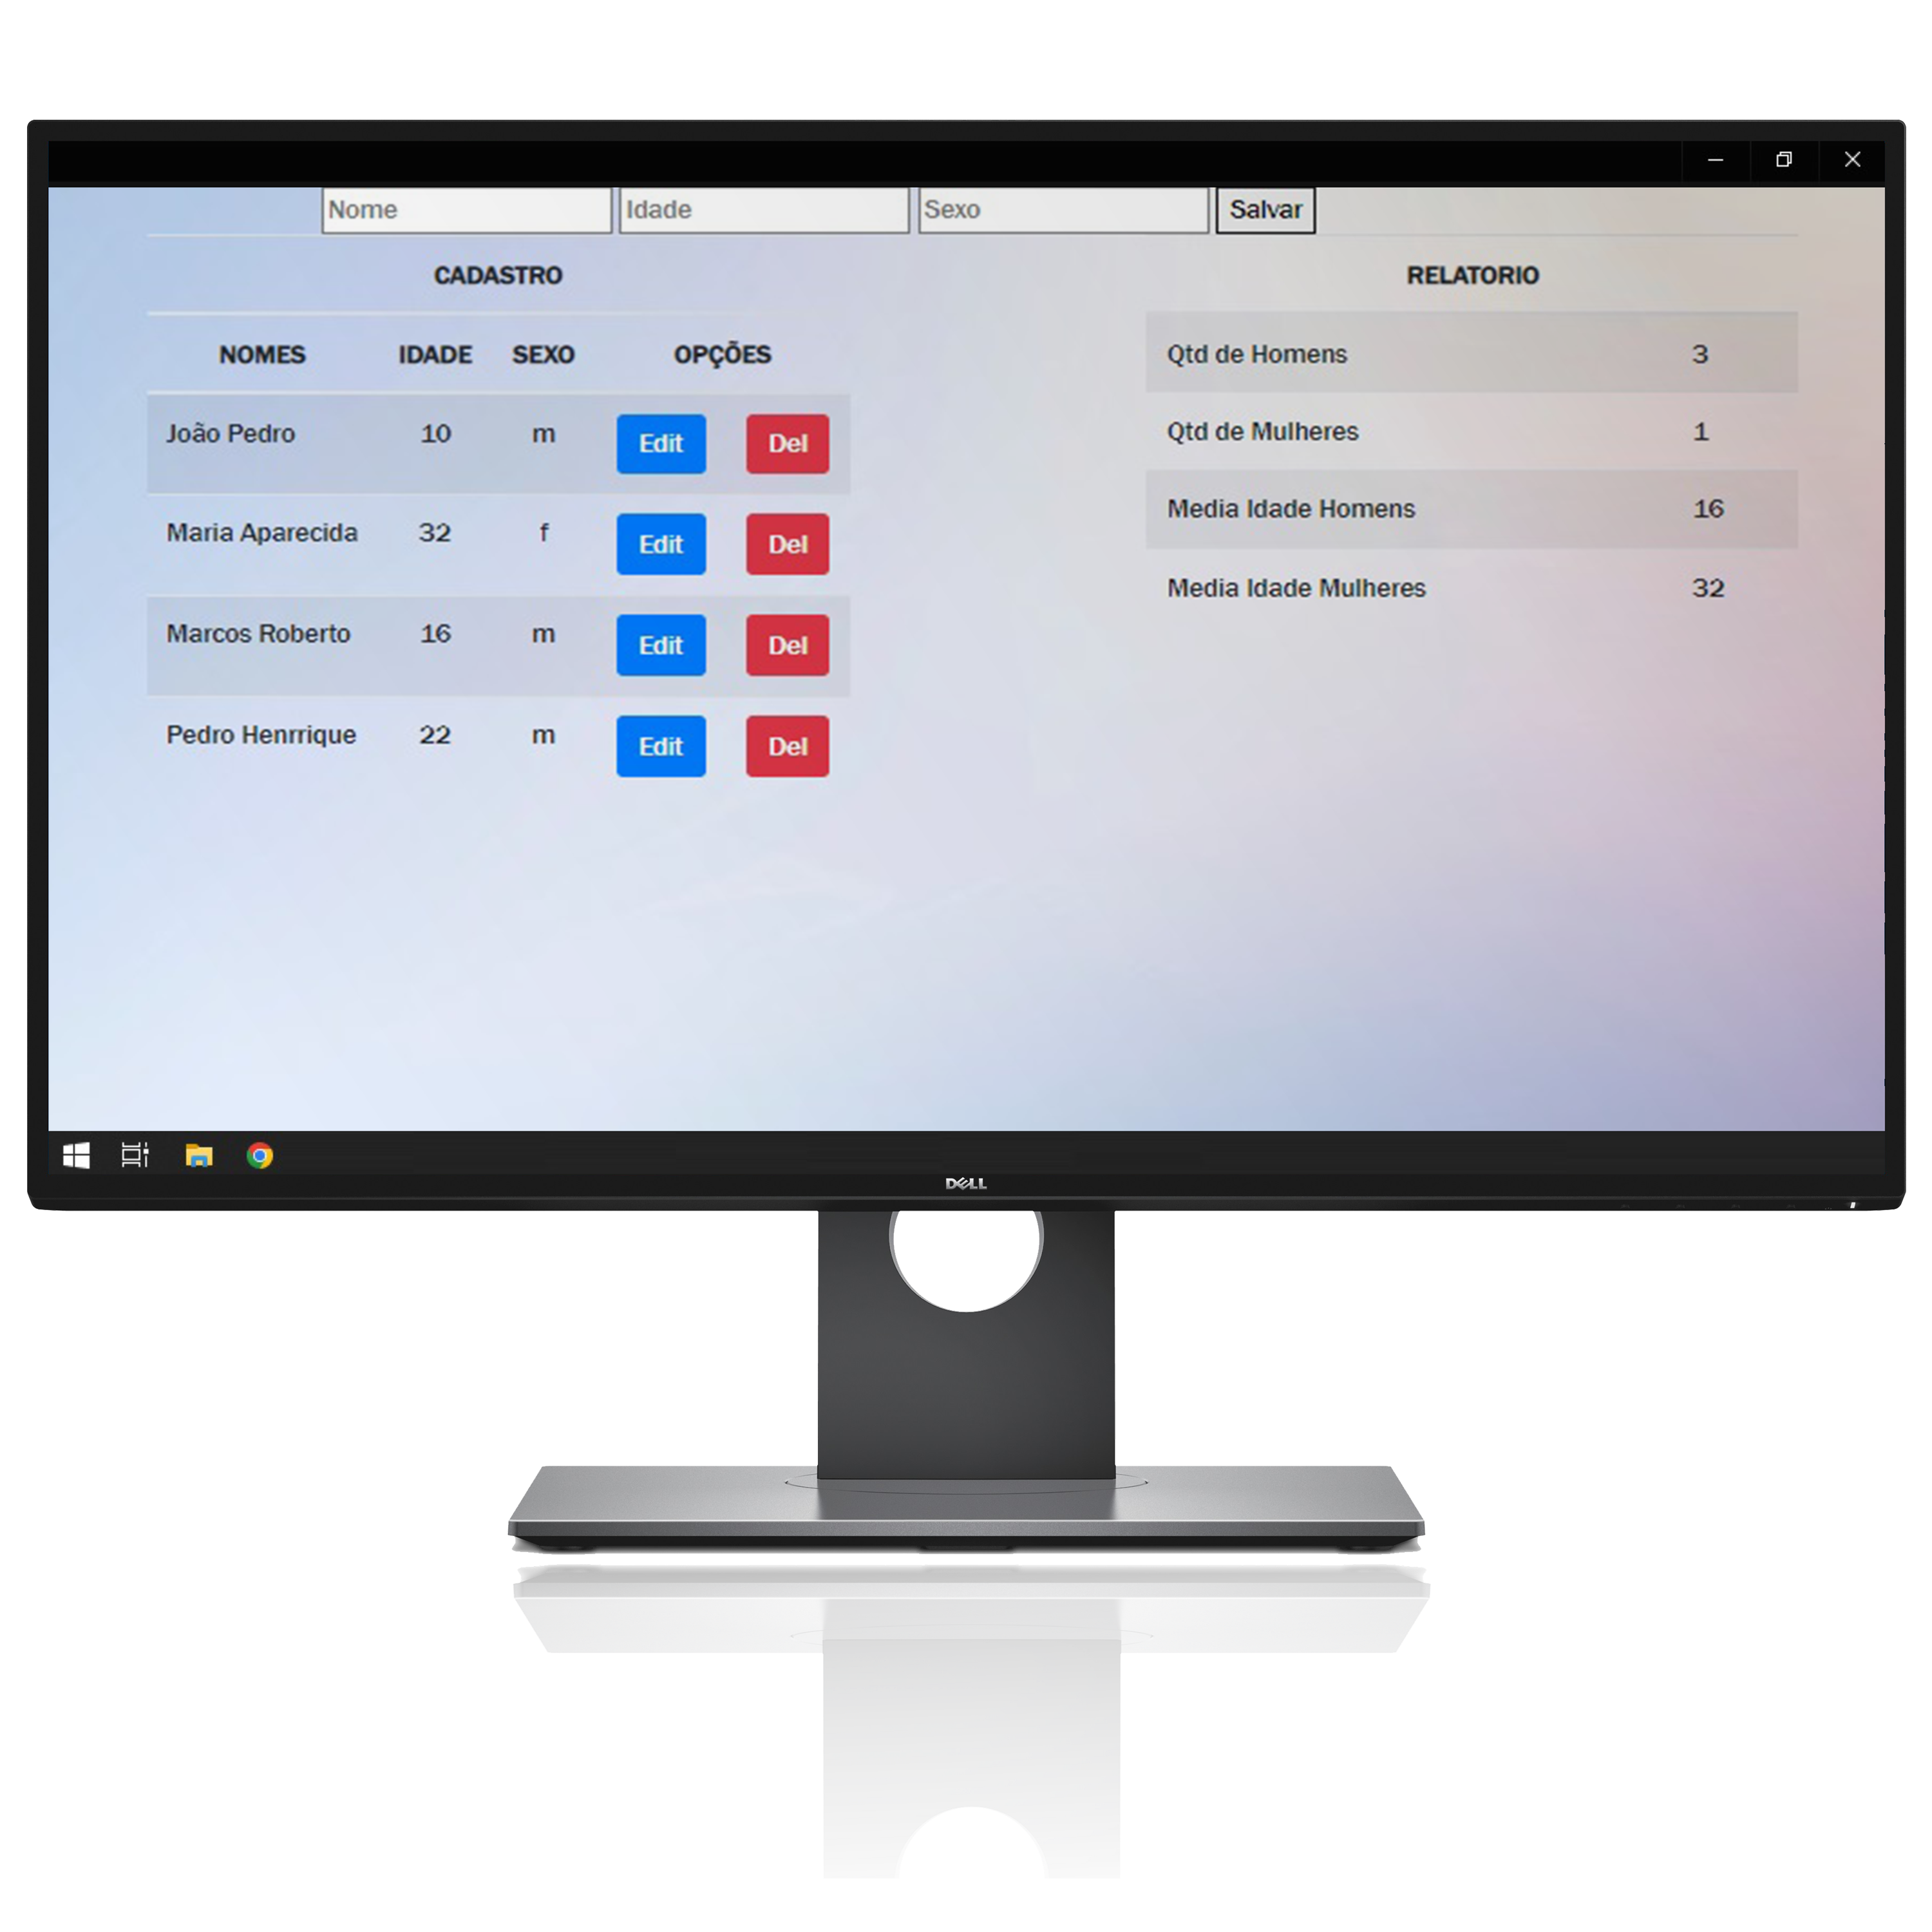 Nome Idade Sexo Salvar
CADASTRO
NOMES IDADE SEXO OPÇÕES
João Pedro 10 m Edit Del
Maria Aparecida 32 f Edit Del
Marcos Roberto 16 m Edit Del
Pedro Henrrique 22 m Edit Del
RELATORIO
Qtd de Homens 3
Qtd de Mulheres 1
Media Idade Homens 16
Media Idade Mulheres 32
DELL